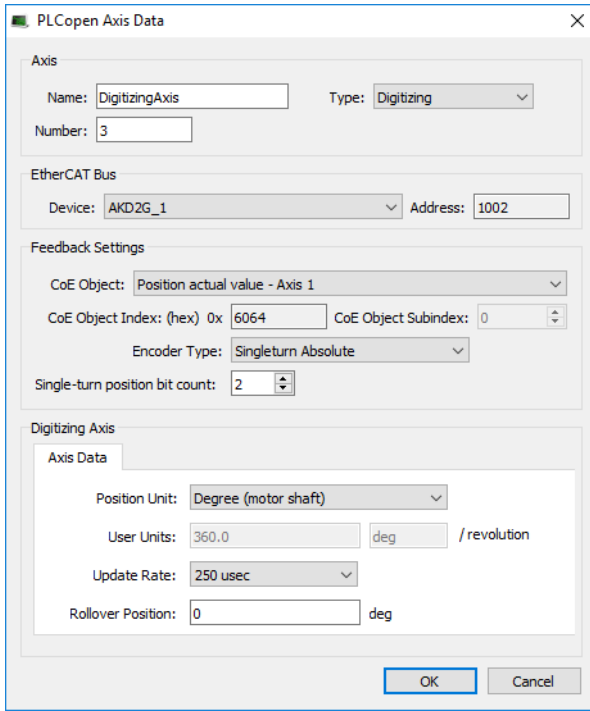 PLCopen Axis Data
Axis
Name: DigitizingAxis Type: Digitizing
Number: 3
EtherCAT Bus
Device: AKD2G_1 Address: 1002
Feedback Settings
CoE Object: Position actual value - Axis 1
CoE Object Index: (hex) 0x 6064 CoE Object Subindex: 0
Encoder Type: Singleturn Absolute
Single-turn position bit count: 2
Digitizing Axis
Axis Data
Position Unit: Degree (motor shaft)
User Units: 360.0 deg / revolution
Update Rate: 250 usec
Rollover Position: 0 deg
OK Cancel